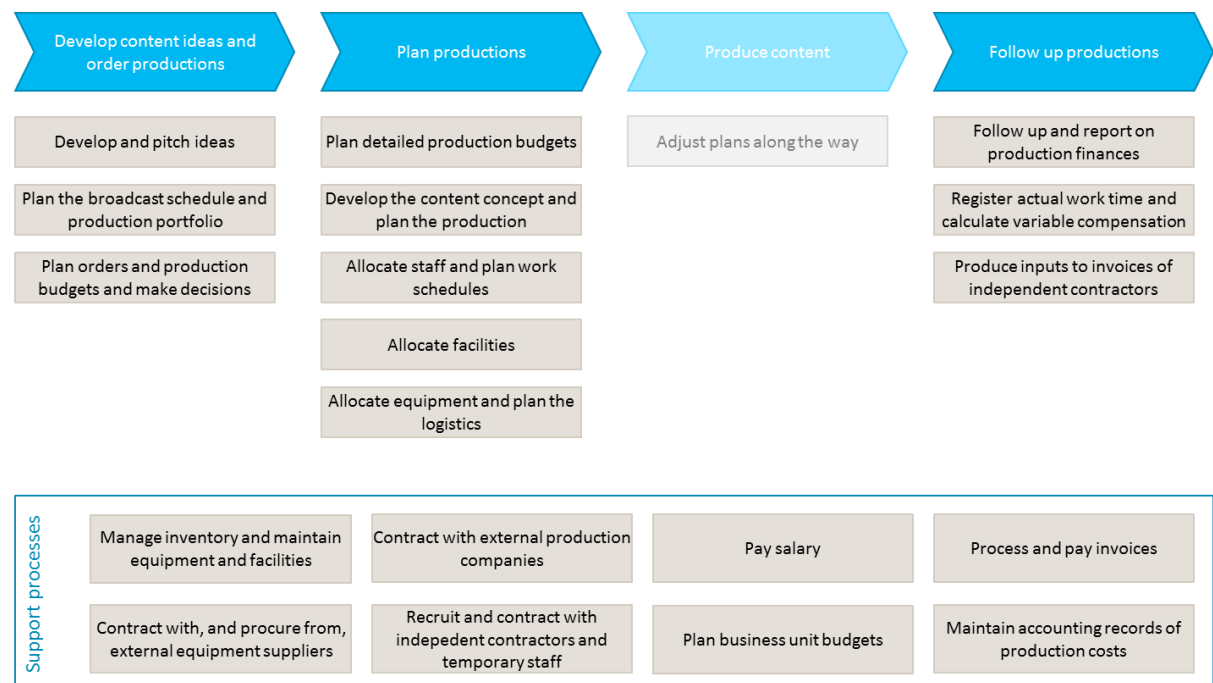 Develop content ideas and
order productions
Plan productions
Produce content
Follow up productions
Develop and pitch ideas
Plan the broadcast schedule and
production portfolio
Plan orders and production
budgets and make decisions
Plan detailed production budgets
Develop the content concept and
plan the production
Allocate staff and plan work
schedules
Allocate facilities
Allocate equipment and plan the
logistics
Adjust plans along the way
Follow up and report on
production finances
Register actual work time and
calculate variable compensation
Produce inputs to invoices of
independent contractors
Support processes
Manage inventory and maintain
equipment and facilities
Contract with external production
companies
Pay salary
Process and pay invoices
Contract with, and procure from,
external equipment suppliers
Recruit and contract with
indepedent contractors and
temporary staff
Plan business unit budgets
Maintain accounting records of
production costs